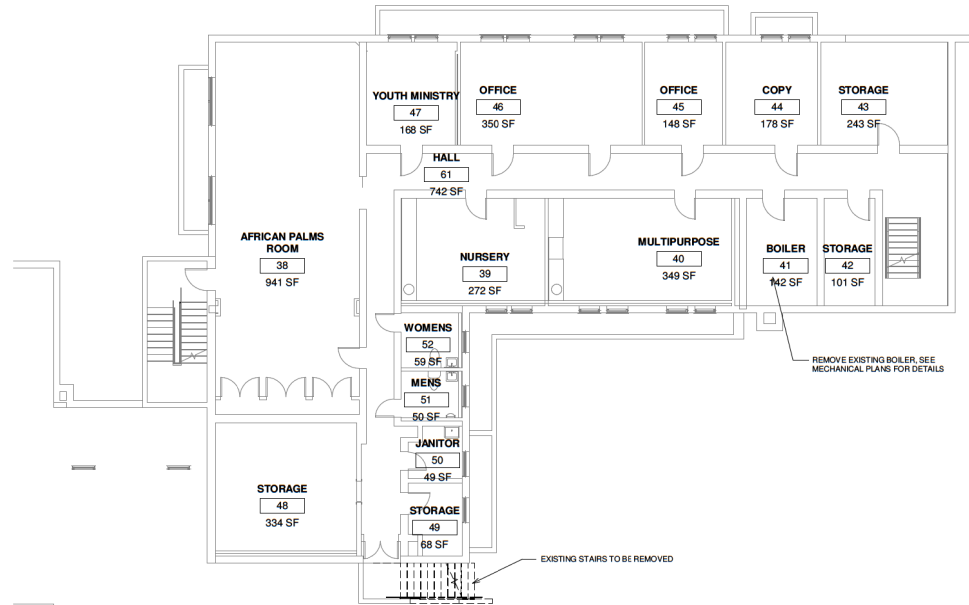 YOUTH MINISTRY
47
168 SF
OFFICE
46
350 SF
OFFICE
45
148 SF
COPY
44
178 SF
STORAGE
43
243 SF
HALL
61
742 SF
AFRICAN PALMS
ROOM
38
941 SF
NURSERY
39
272 SF
MULTIPURPOSE
40
349 SF
BOILER
41
142 SF
STORAGE
42
101 SF
WOMENS
52
59 SF
MENS
51
50 SF
REMOVE EXISTING BOILER, SEE
MECHANICAL PLANS FOR DETAILS
JANITOR
50
49 SF
STORAGE
48
334 SF
STORAGE
49
68 SF
EXISTING STAIRS TO BE REMOVED